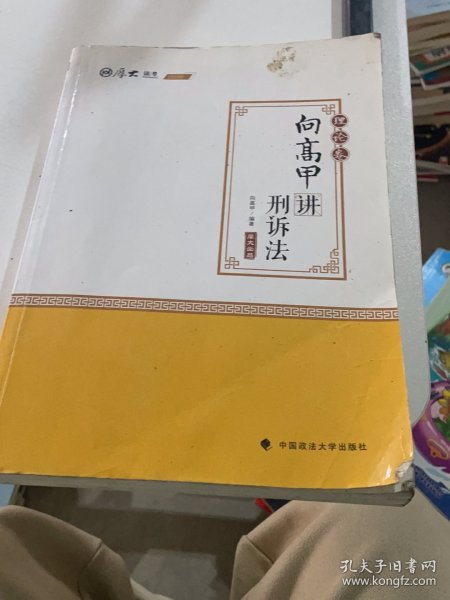 厚大
理论卷
向高甲
讲
刑诉法
向高甲/编著
厚大出品
中国政法大学出版社
孔夫子旧书网
www.kongfz.com